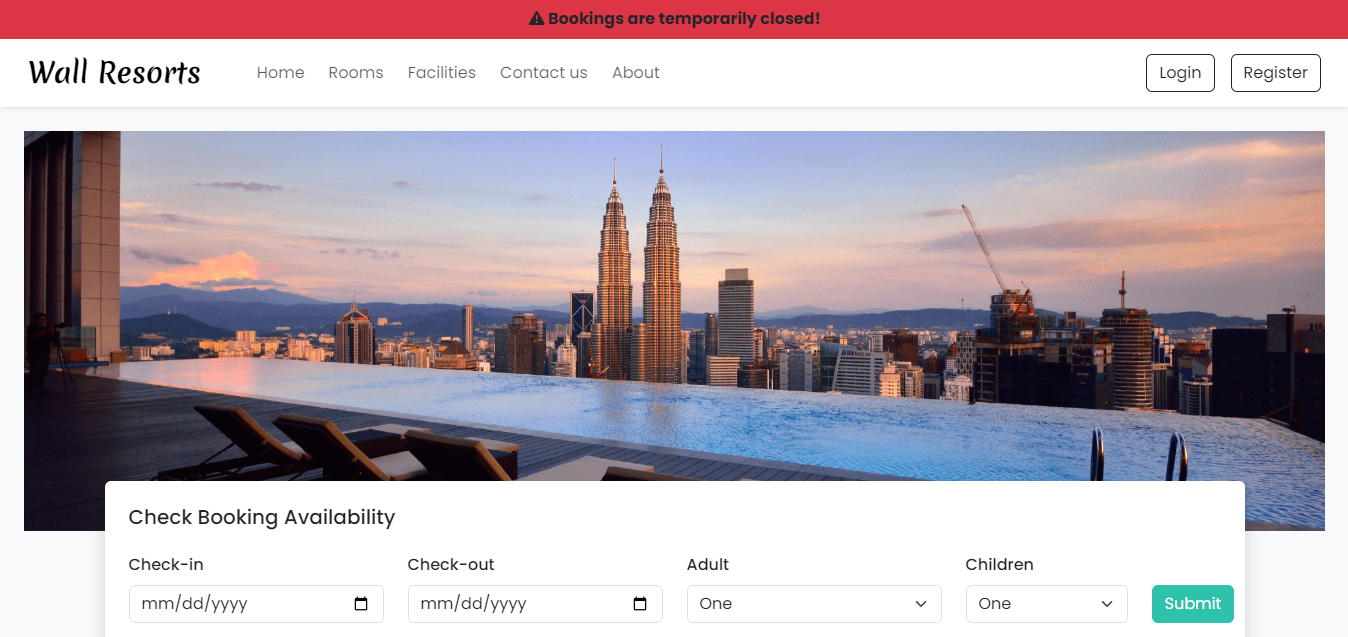 Bookings are temporarily closed!
Wall Resorts Home Rooms Facilities Contact us About Login Register
Check Booking Availability
Check-in Check-out Adult Children
mm/dd/yyyy mm/dd/yyyy One One Submit